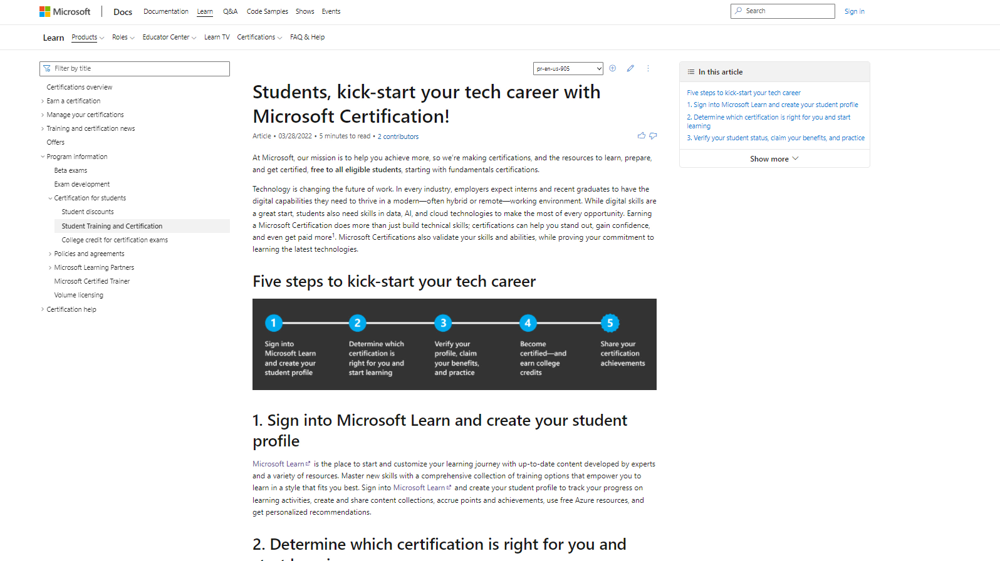 Microsoft Docs Documentation Learn Q&A Code Samples Shows Events Search Sign in
Learn Products Roles Educator Center Learn TV Certifications FAQ & Help
Filter by title
Certifications overview
Earn a certification
Manage your certifications
Training and certification news
Offers
Program information
Beta exams
Exam development
Certification for students
Student discounts
Student Training and Certification
College credit for certification exams
Policies and agreements
Microsoft Learning Partners
Microsoft Certified Trainer
Volume licensing
Certification help
pr-en-us-905
Students, kick-start your tech career with
Microsoft Certification!
Article • 03/28/2022 • 5 minutes to read • 2 contributors
At Microsoft, our mission is to help you achieve more, so we're making certifications, and the resources to learn, prepare,
and get certified, free to all eligible students, starting with fundamentals certifications.
Technology is changing the future of work. In every industry, employers expect interns and recent graduates to have the
digital capabilities they need to thrive in a modern—often hybrid or remote—working environment. While digital skills are
a great start, students also need skills in data, AI, and cloud technologies to make the most of every opportunity. Earning
a Microsoft Certification does more than just build technical skills; certifications can help you stand out, gain confidence,
and even get paid more¹. Microsoft Certifications also validate your skills and abilities, while proving your commitment to
learning the latest technologies.
Five steps to kick-start your tech career
1
Sign into
Microsoft Learn
and create your
student profile
2
Determine which
certification is
right for you and
start learning
3
Verify your
profile, claim
your benefits,
and practice
4
Become
certified—and
earn college
credits
5
Share your
certification
achievements
1. Sign into Microsoft Learn and create your student
profile
Microsoft Learn is the place to start and customize your learning journey with up-to-date content developed by experts
and a variety of resources. Master new skills with a comprehensive collection of training options that empower you to
learn in a style that fits you best. Sign into Microsoft Learn and create your student profile to track your progress on
learning activities, create and share content collections, accrue points and achievements, use free Azure resources, and
get personalized recommendations.
2. Determine which certification is right for you and
In this article
Five steps to kick-start your tech career
1. Sign into Microsoft Learn and create your student profile
2. Determine which certification is right for you and start
learning
3. Verify your student status, claim your benefits, and practice
Show more